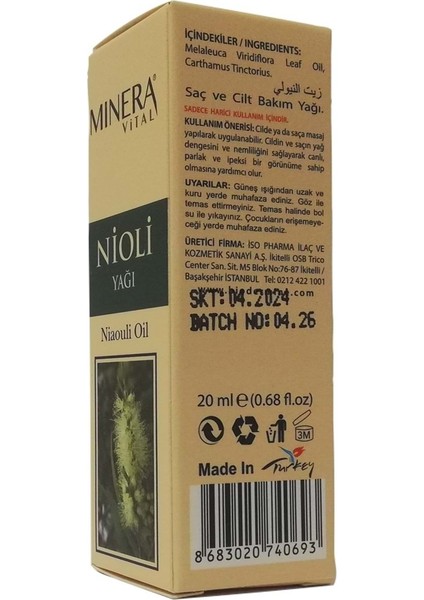 MINERA®
ViTAL
NiOLi
YAĞI
Niaouli Oil
İÇİNDEKİLER / INGREDIENTS:
Melaleuca Viridiflora Leaf Oil,
Carthamus Tinctorius.
زيت النيولي
Saç ve Cilt Bakım Yağı.
SADECE HARİCİ KULLANIM İÇİNDİR.
KULLANIM ÖNERİSİ: Cilde ya da saça masaj
yapılarak uygulanabilir. Cildin ve saçın yağ
dengesini ve nemliliğini sağlayarak canlı,
parlak ve ipeksi bir görünüme sahip
olmasına yardımcı olur.
UYARILAR: Güneş ışığından uzak ve
kuru yerde muhafaza ediniz. Göz ile
temas ettirmeyiniz. Temas halinde bol
su ile yıkayınız. Çocukların erişemeye-
ceği yerde muhafaza ediniz.
ÜRETİCİ FİRMA: İSO PHARMA İLAÇ VE
KOZMETİK SANAYİ A.Ş. İkitelli OSB Trico
Center San. Sit. M5 Blok No:76-87 İkitelli /
Başakşehir İSTANBUL Tel: 0212 422 1001
SKT:04.2024
BATCH NO:04.26
20 ml e (0.68 fl.oz)
3M
Made In Turkey
8 683020 740693